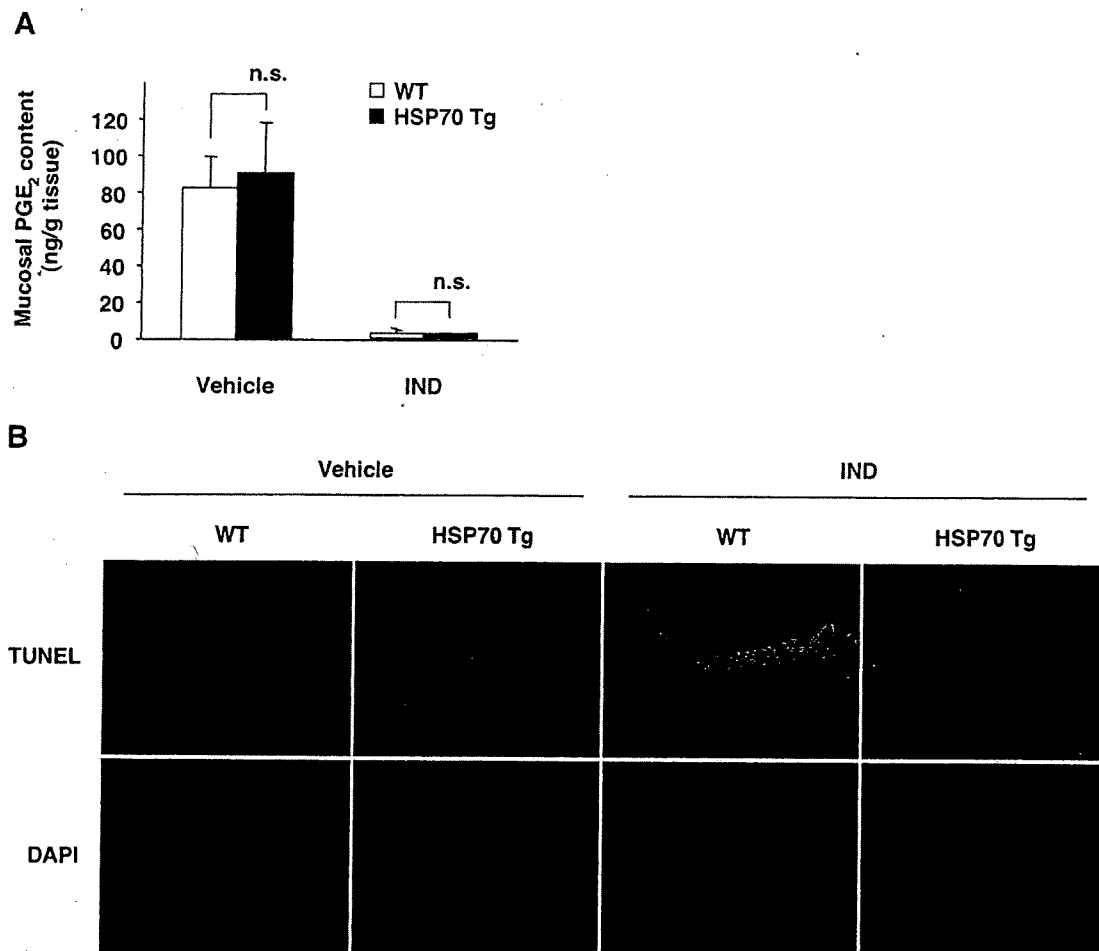 A
n.s.
WT
HSP70 Tg
Mucosal PGE2 content
(ng/g tissue)
120
100
80
60
40
20
0
n.s.
Vehicle
IND
B
Vehicle
IND
WT
HSP70 Tg
WT
HSP70 Tg
TUNEL
DAPI